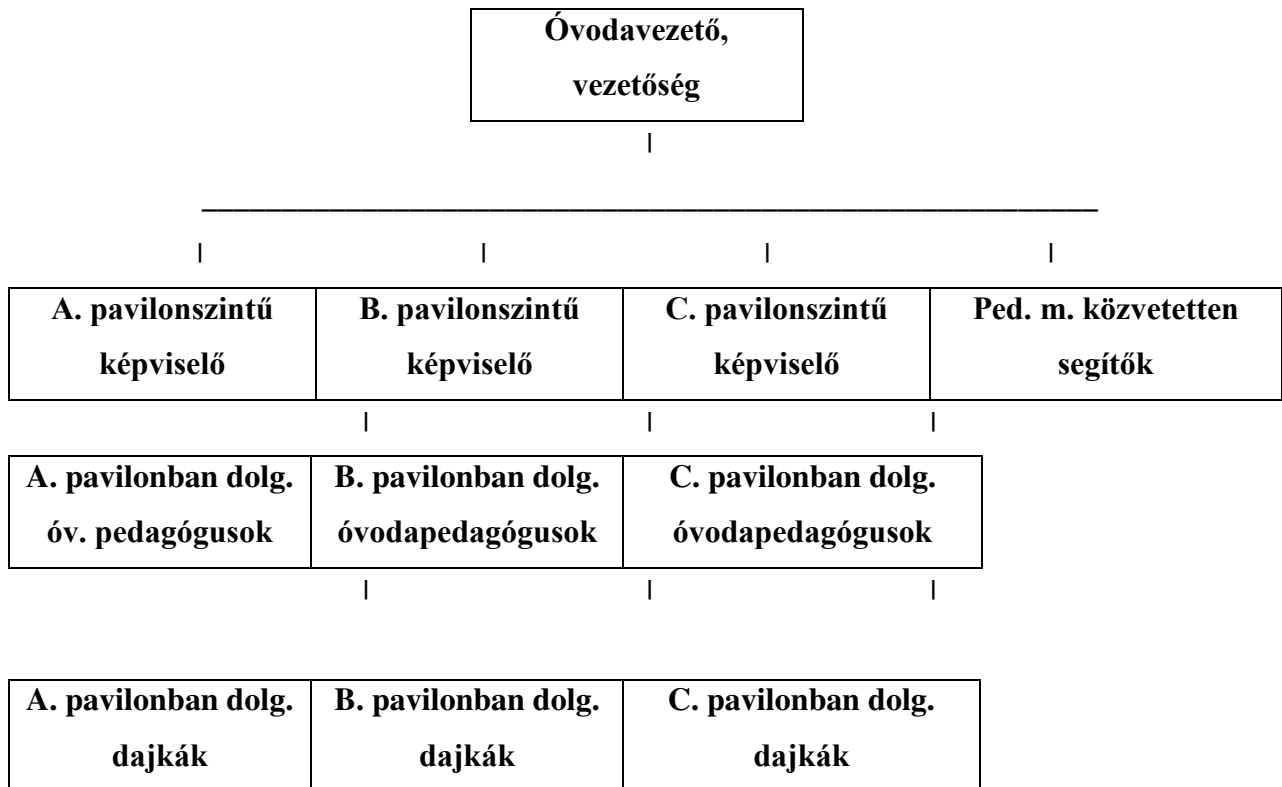 Óvodavezető,
vezetőség
A. pavilonszintű
képviselő
B. pavilonszintű
képviselő
C. pavilonszintű
képviselő
Ped. m. közvetetten
segítők
A. pavilonban dolg.
óv. pedagógusok
B. pavilonban dolg.
óvodapedagógusok
C. pavilonban dolg.
óvodapedagógusok
A. pavilonban dolg.
dajkák
B. pavilonban dolg.
dajkák
C. pavilonban dolg.
dajkák